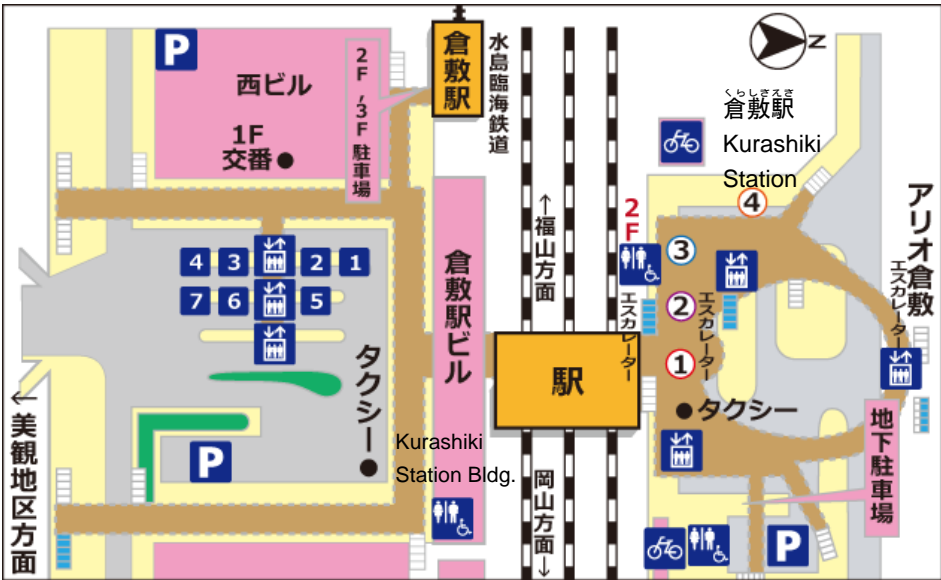 P
西ビル
1F
交番
2F,3F駐車場
倉敷駅
水島臨海鉄道
N
くらしきえき
倉敷駅
Kurashiki
Station
4
アリオ倉敷
エスカレーター
↑福山方面
2F
3
2
1
エスカレーター
エスカレーター
4
3
2
1
7
6
5
倉敷駅ビル
駅
タクシー
タクシー
←美観地区方面
P
Kurashiki
Station Bldg.
岡山方面↓
地下駐車場
P